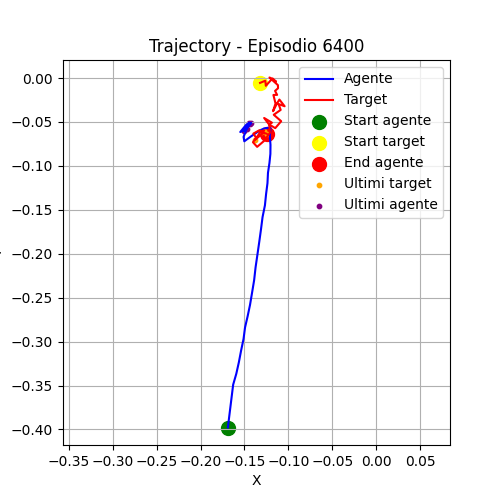 Trajectory - Episodio 6400
Agente
Target
Start agente
Start target
End agente
Ultimi target
Ultimi agente
0.00
−0.05
−0.10
−0.15
−0.20
−0.25
−0.30
−0.35
−0.40
−0.35 −0.30 −0.25 −0.20 −0.15 −0.10 −0.05 0.00 0.05
X